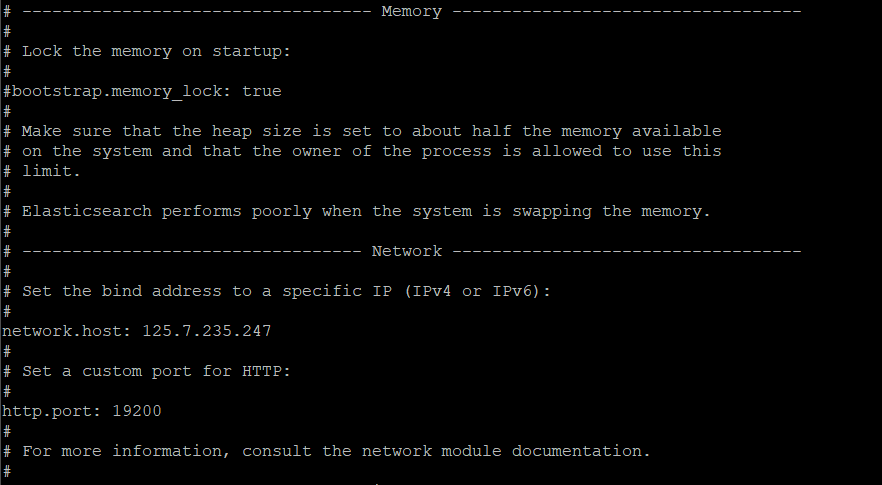 # ----------------------------------- Memory -----------------------------------
#
# Lock the memory on startup:
#
#bootstrap.memory_lock: true
#
# Make sure that the heap size is set to about half the memory available
# on the system and that the owner of the process is allowed to use this
# limit.
#
# Elasticsearch performs poorly when the system is swapping the memory.
#
# ---------------------------------- Network -----------------------------------
#
# Set the bind address to a specific IP (IPv4 or IPv6):
#
network.host: 125.7.235.247
#
# Set a custom port for HTTP:
#
http.port: 19200
#
# For more information, consult the network module documentation.
#